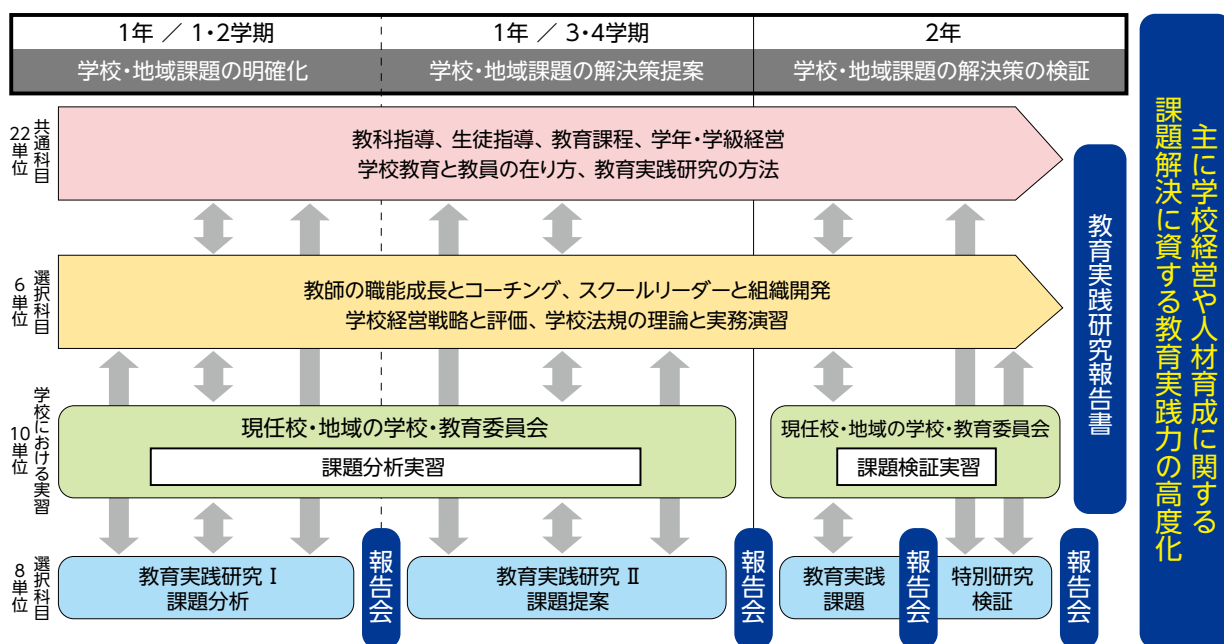 1年 ／ 1・2学期
1年 ／ 3・4学期
2年
学校・地域課題の明確化
学校・地域課題の解決策提案
学校・地域課題の解決策の検証
共通科目
22単位
教科指導、生徒指導、教育課程、学年・学級経営
学校教育と教員の在り方、教育実践研究の方法
選択科目
6単位
教師の職能成長とコーチング、スクールリーダーと組織開発
学校経営戦略と評価、学校法規の理論と実務演習
学校における実習
10単位
現任校・地域の学校・教育委員会
課題分析実習
現任校・地域の学校・教育委員会
課題検証実習
選択科目
8単位
教育実践研究 Ⅰ
課題分析
報告会
教育実践研究 Ⅱ
課題提案
報告会
教育実践
課題
報告会
特別研究
検証
報告会
教育実践研究報告書
主に学校経営や人材育成に関する
課題解決に資する教育実践力の高度化